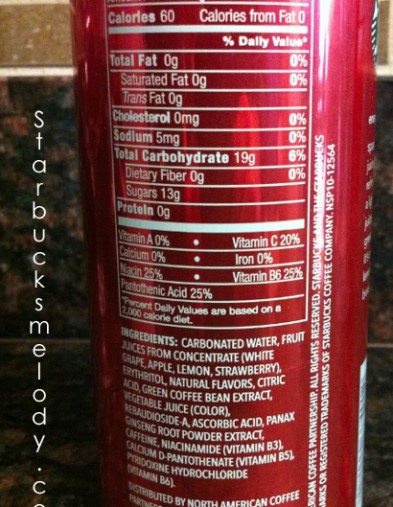 Calories 60 Calories from Fat 0
% Daily Value*
Total Fat 0g 0%
Saturated Fat 0g 0%
Trans Fat 0g
Cholesterol 0mg 0%
Sodium 5mg 0%
Total Carbohydrate 19g 6%
Dietary Fiber 0g 0%
Sugars 13g
Protein 0g
Vitamin A 0% • Vitamin C 20%
Calcium 0% • Iron 0%
Niacin 25% • Vitamin B6 25%
Pantothenic Acid 25%
*Percent Daily Values are based on a
2,000 calorie diet.
INGREDIENTS: CARBONATED WATER, FRUIT
JUICES FROM CONCENTRATE (WHITE
GRAPE, APPLE, LEMON, STRAWBERRY),
ERYTHRITOL, NATURAL FLAVORS, CITRIC
ACID, GREEN COFFEE BEAN EXTRACT,
VEGETABLE JUICE (COLOR),
REBAUDIOSIDE-A, ASCORBIC ACID, PANAX
GINSENG ROOT POWDER EXTRACT,
CAFFEINE, NIACINAMIDE (VITAMIN B3),
CALCIUM D-PANTOTHENATE (VITAMIN B5),
PYRIDOXINE HYDROCHLORIDE
(VITAMIN B6).
DISTRIBUTED BY NORTH AMERICAN COFFEE
COFFEE PARTNERSHIP. ALL RIGHTS RESERVED. STARBUCKS AND THE STARBUCKS
OR REGISTERED TRADEMARKS OF STARBUCKS COFFEE COMPANY. NSP10-12564
Starbucksmelody.c